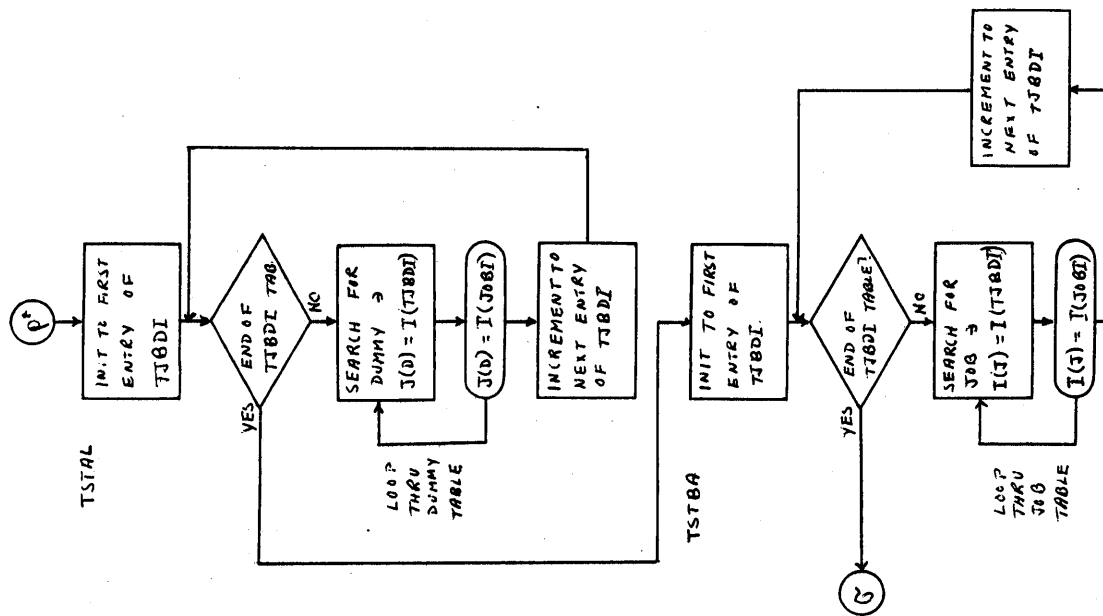 P*
TSTAL
INIT TO FIRST
ENTRY OF
TJBDI
END OF
TJBDI TAB.
YES
NO
SEARCH FOR
DUMMY ∋
J(D) = I(TJBDI)
LOOP
THRU
DUMMY
TABLE
J(D) = I'(JOBI)
INCREMENT TO
NEXT ENTRY
OF TJBDI
TSTBA
INIT TO FIRST
ENTRY OF
TJBDI.
END OF
TJBDI TABLE?
YES
NO
Q
SEARCH FOR
JOB ∋
I(J) = I(TJBDI)
LOOP
THRU
JOB
TABLE
I(J) = I(JOBI)
INCREMENT TO
NEXT ENTRY
OF TJBDI